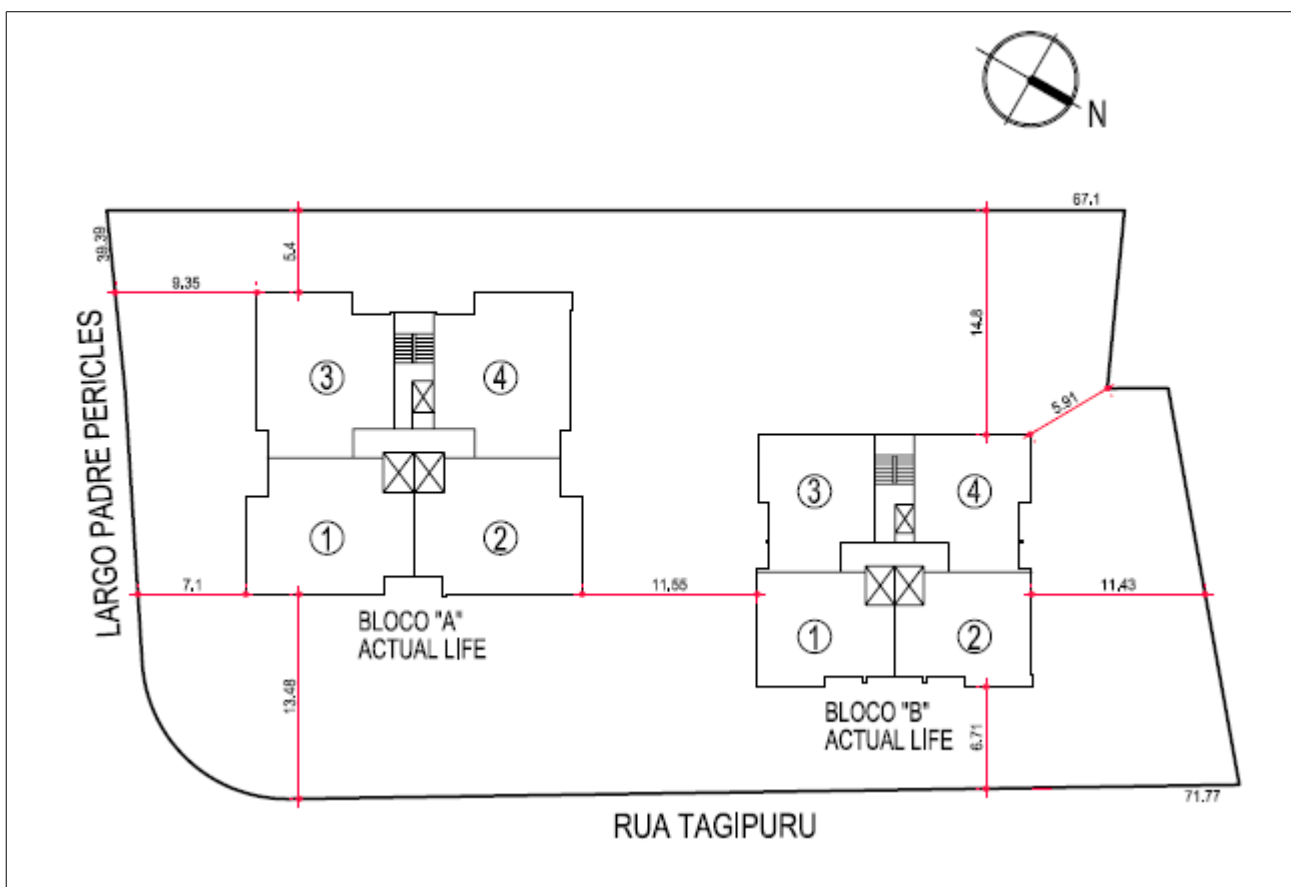 N
67.1
39.39
5.4
9.35
14.8
LARGO PADRE PERICLES
3
4
5.91
3
4
1
2
7.1
11.55
11.43
BLOCO "A"
ACTUAL LIFE
1
2
13.48
BLOCO "B"
ACTUAL LIFE
6.71
71.77
RUA TAGIPURU